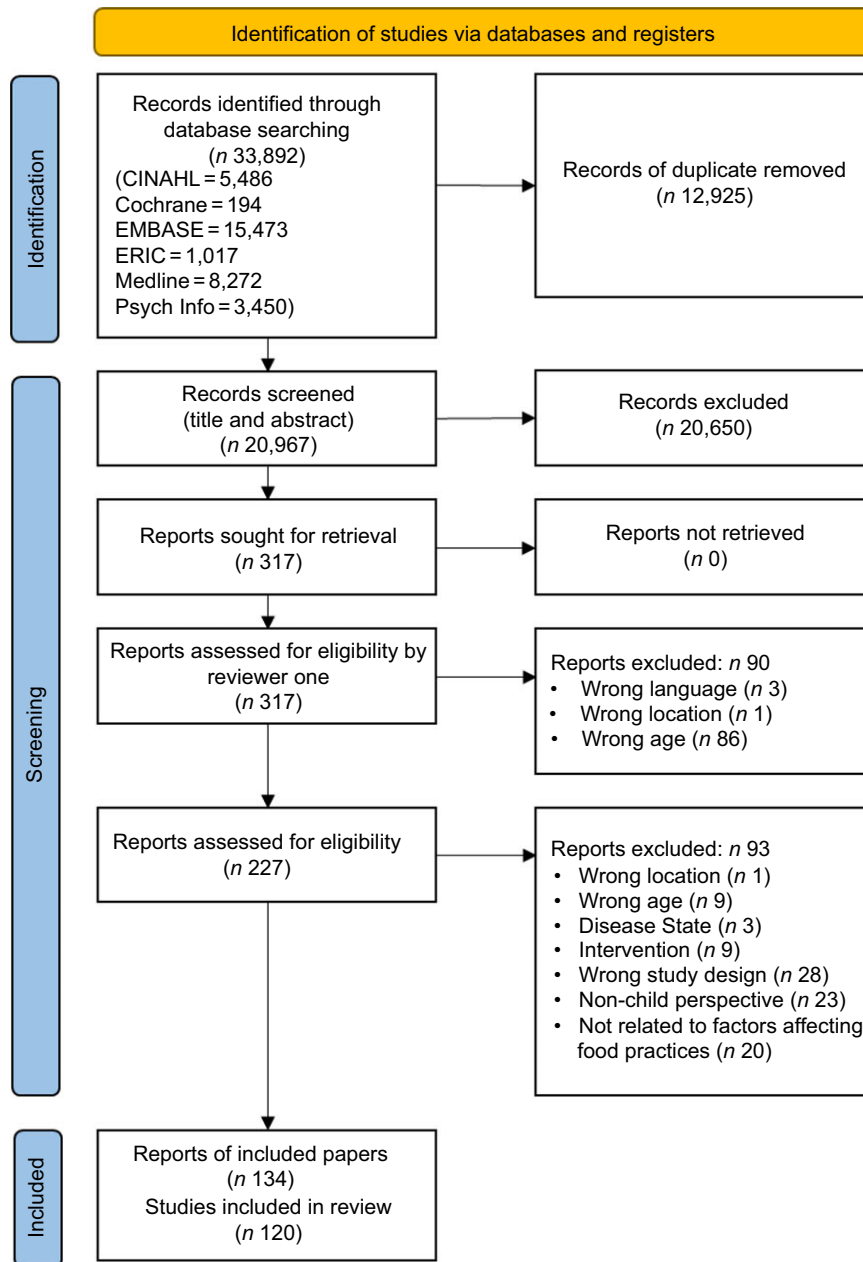 Identification of studies via databases and registers
Identification
Records identified through
database searching
(n 33,892)
(CINAHL = 5,486
Cochrane = 194
EMBASE = 15,473
ERIC = 1,017
Medline = 8,272
Psych Info = 3,450)
Records of duplicate removed
(n 12,925)
Screening
Records screened
(title and abstract)
(n 20,967)
Records excluded
(n 20,650)
Reports sought for retrieval
(n 317)
Reports not retrieved
(n 0)
Reports assessed for eligibility by
reviewer one
(n 317)
Reports excluded: n 90
• Wrong language (n 3)
• Wrong location (n 1)
• Wrong age (n 86)
Reports assessed for eligibility
(n 227)
Reports excluded: n 93
• Wrong location (n 1)
• Wrong age (n 9)
• Disease State (n 3)
• Intervention (n 9)
• Wrong study design (n 28)
• Non-child perspective (n 23)
• Not related to factors affecting
food practices (n 20)
Included
Reports of included papers
(n 134)
Studies included in review
(n 120)